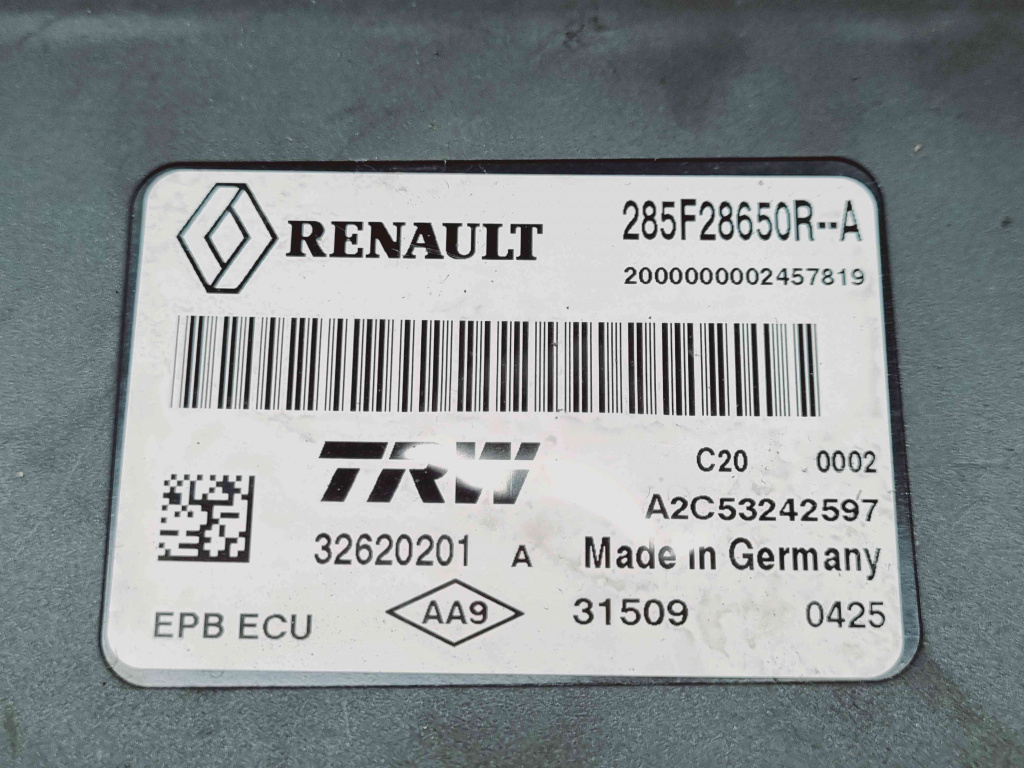 RENAULT 285F28650R--A
2000000002457819
TRW C20 0002
A2C53242597
32620201 A Made in Germany
EPB ECU AA9 31509 0425